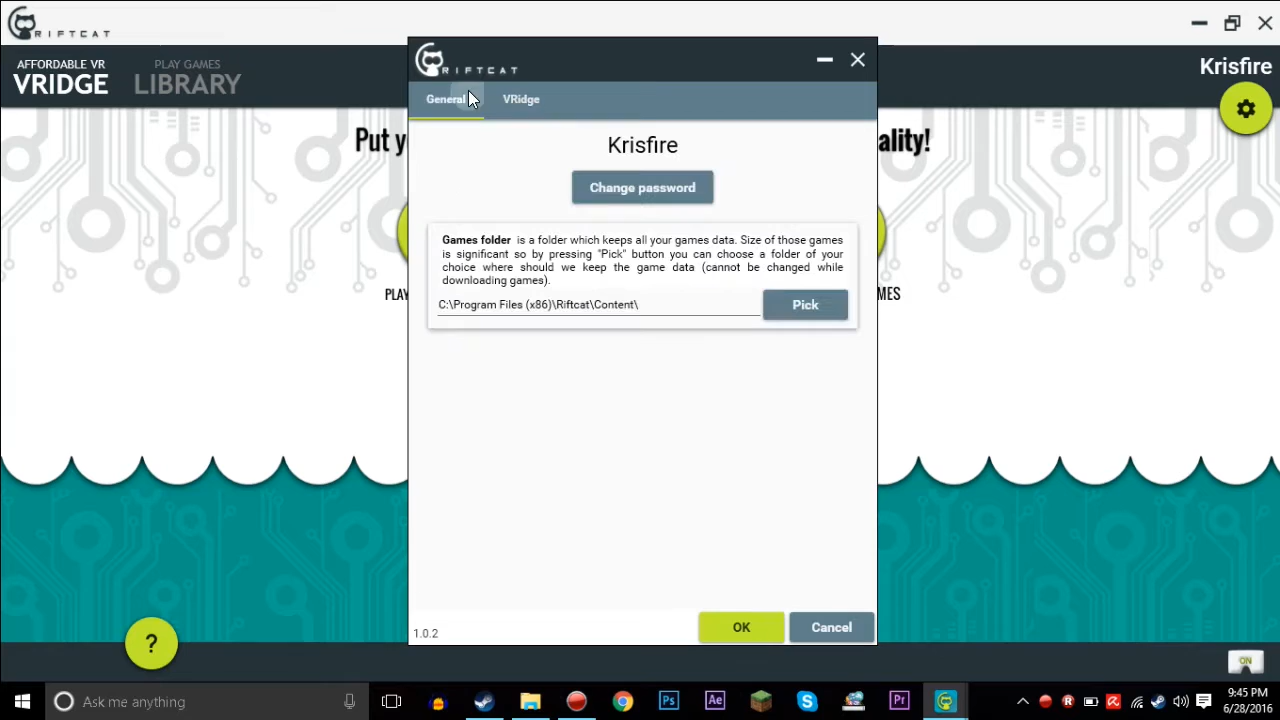 RIFTCAT
AFFORDABLE VR
VRIDGE
PLAY GAMES
LIBRARY
Krisfire
RIFTCAT
General
VRidge
Put y
ality!
Krisfire
Change password
Games folder is a folder which keeps all your games data. Size of those games
is significant so by pressing "Pick" button you can choose a folder of your
choice where should we keep the game data (cannot be changed while
downloading games).
C:\Program Files (x86)\Riftcat\Content\
Pick
PLAY
MES
1.0.2
OK
Cancel
?
ON
Ask me anything
Ps
Ae
Pr
9:45 PM
6/28/2016